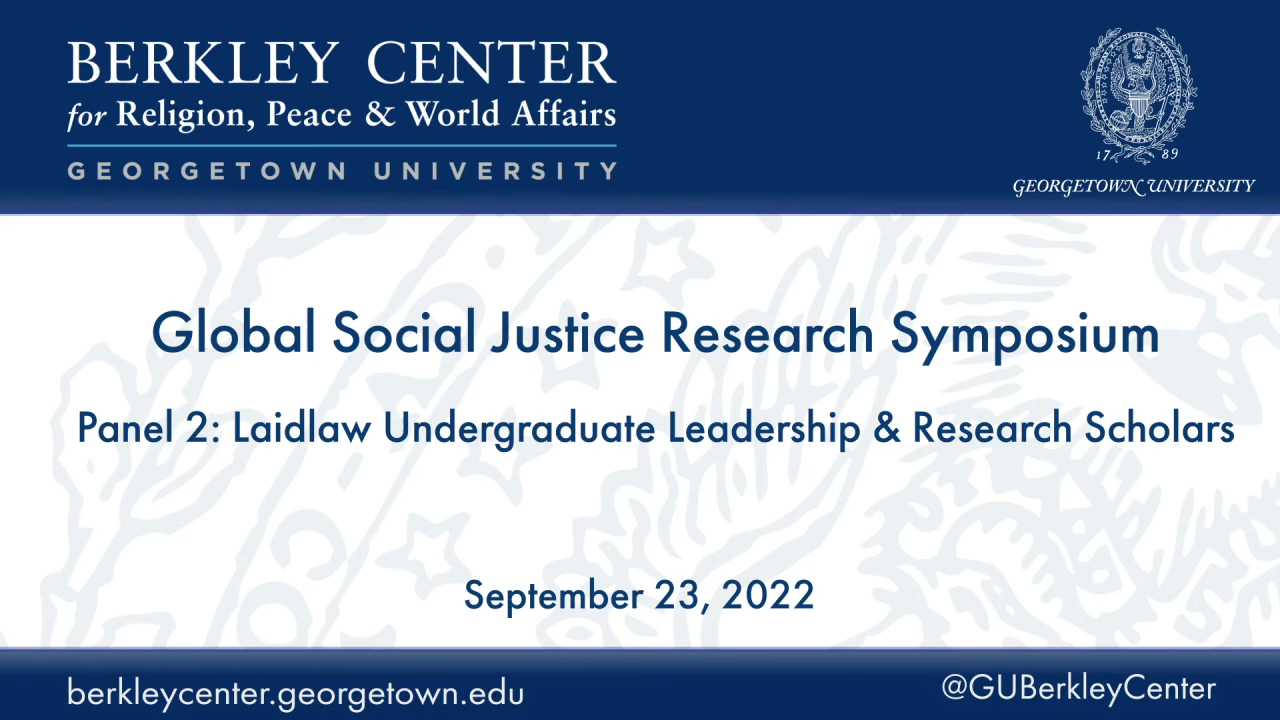 BERKLEY CENTER
for Religion, Peace & World Affairs
GEORGETOWN UNIVERSITY
17 89
GEORGETOWN UNIVERSITY
Global Social Justice Research Symposium
Panel 2: Laidlaw Undergraduate Leadership & Research Scholars
September 23, 2022
berkleycenter.georgetown.edu
@GUBerkleyCenter